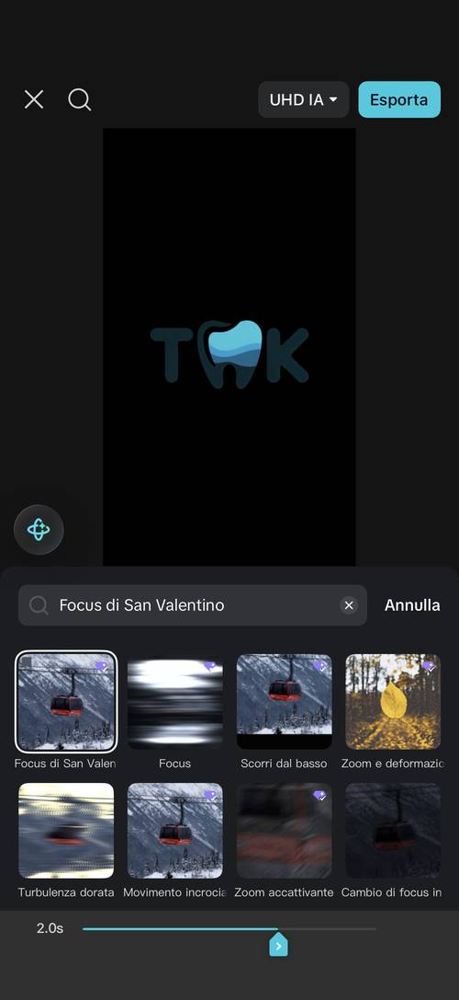 UHD IA
Esporta
T K
Focus di San Valentino
Annulla
Focus di San Valen
Focus
Scorri dal basso
Zoom e deformazio
Turbulenza dorata
Movimento incrocia
Zoom accattivante
Cambio di focus in
2.0s